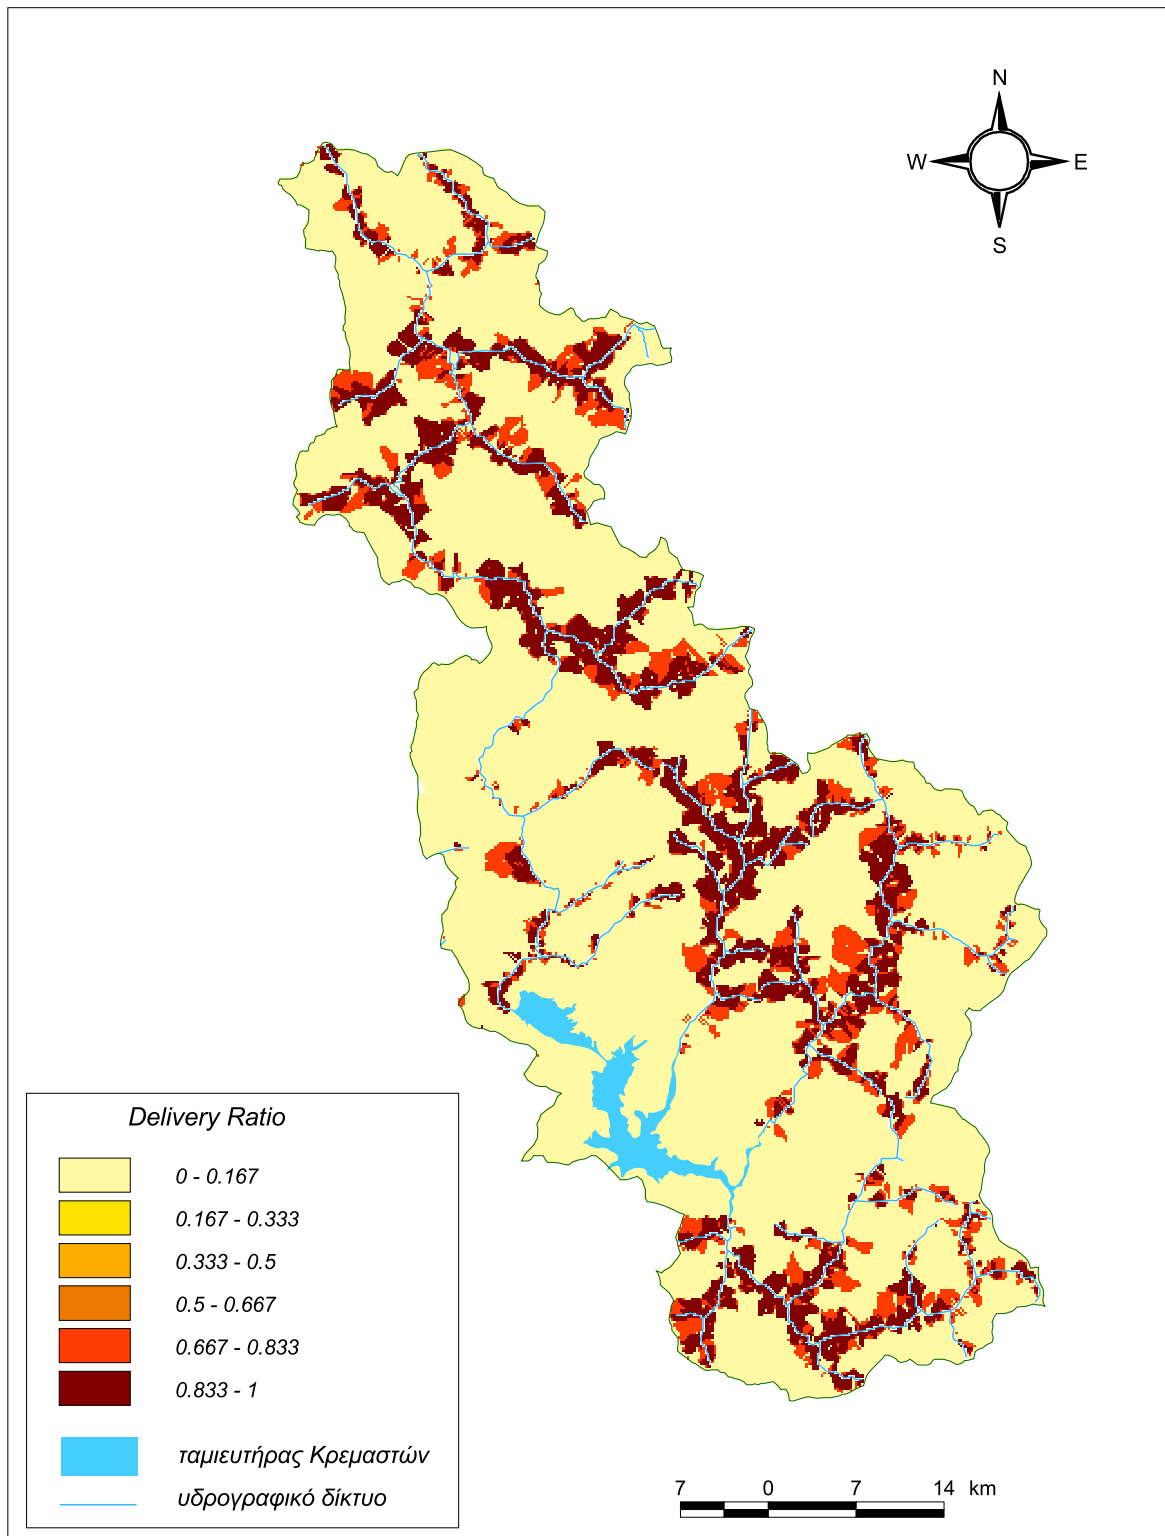 N
W E
S
Delivery Ratio
0 - 0.167
0.167 - 0.333
0.333 - 0.5
0.5 - 0.667
0.667 - 0.833
0.833 - 1
ταμιευτήρας Κρεμαστών
υδρογραφικό δίκτυο
7 0 7 14 km